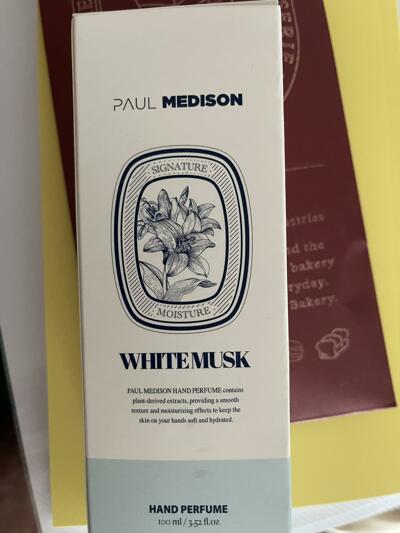 PAUL MEDISON
SIGNATURE
MOISTURE
WHITE MUSK
PAUL MEDISON HAND PERFUME contains
plant-derived extracts, providing a smooth
texture and moisturizing effects to keep the
skin on your hands soft and hydrated.
HAND PERFUME
100 ml / 3.52 fl.oz
nd the
bakery
ryday.
Bakery.